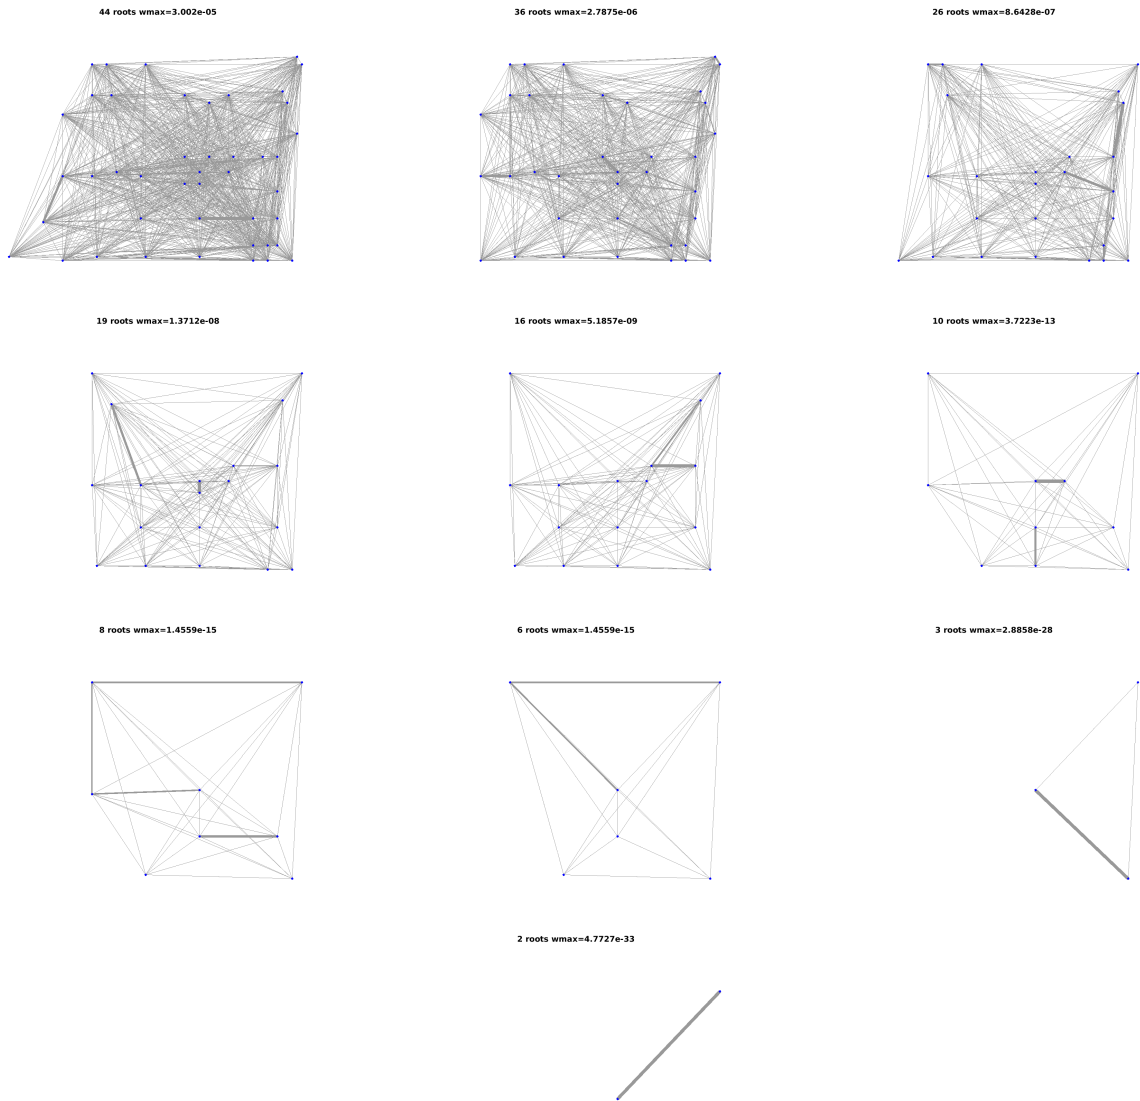 44 roots wmax=3.002e-05
36 roots wmax=2.7875e-06
26 roots wmax=8.6428e-07
19 roots wmax=1.3712e-08
16 roots wmax=5.1857e-09
10 roots wmax=3.7223e-13
8 roots wmax=1.4559e-15
6 roots wmax=1.4559e-15
3 roots wmax=2.8858e-28
2 roots wmax=4.7727e-33